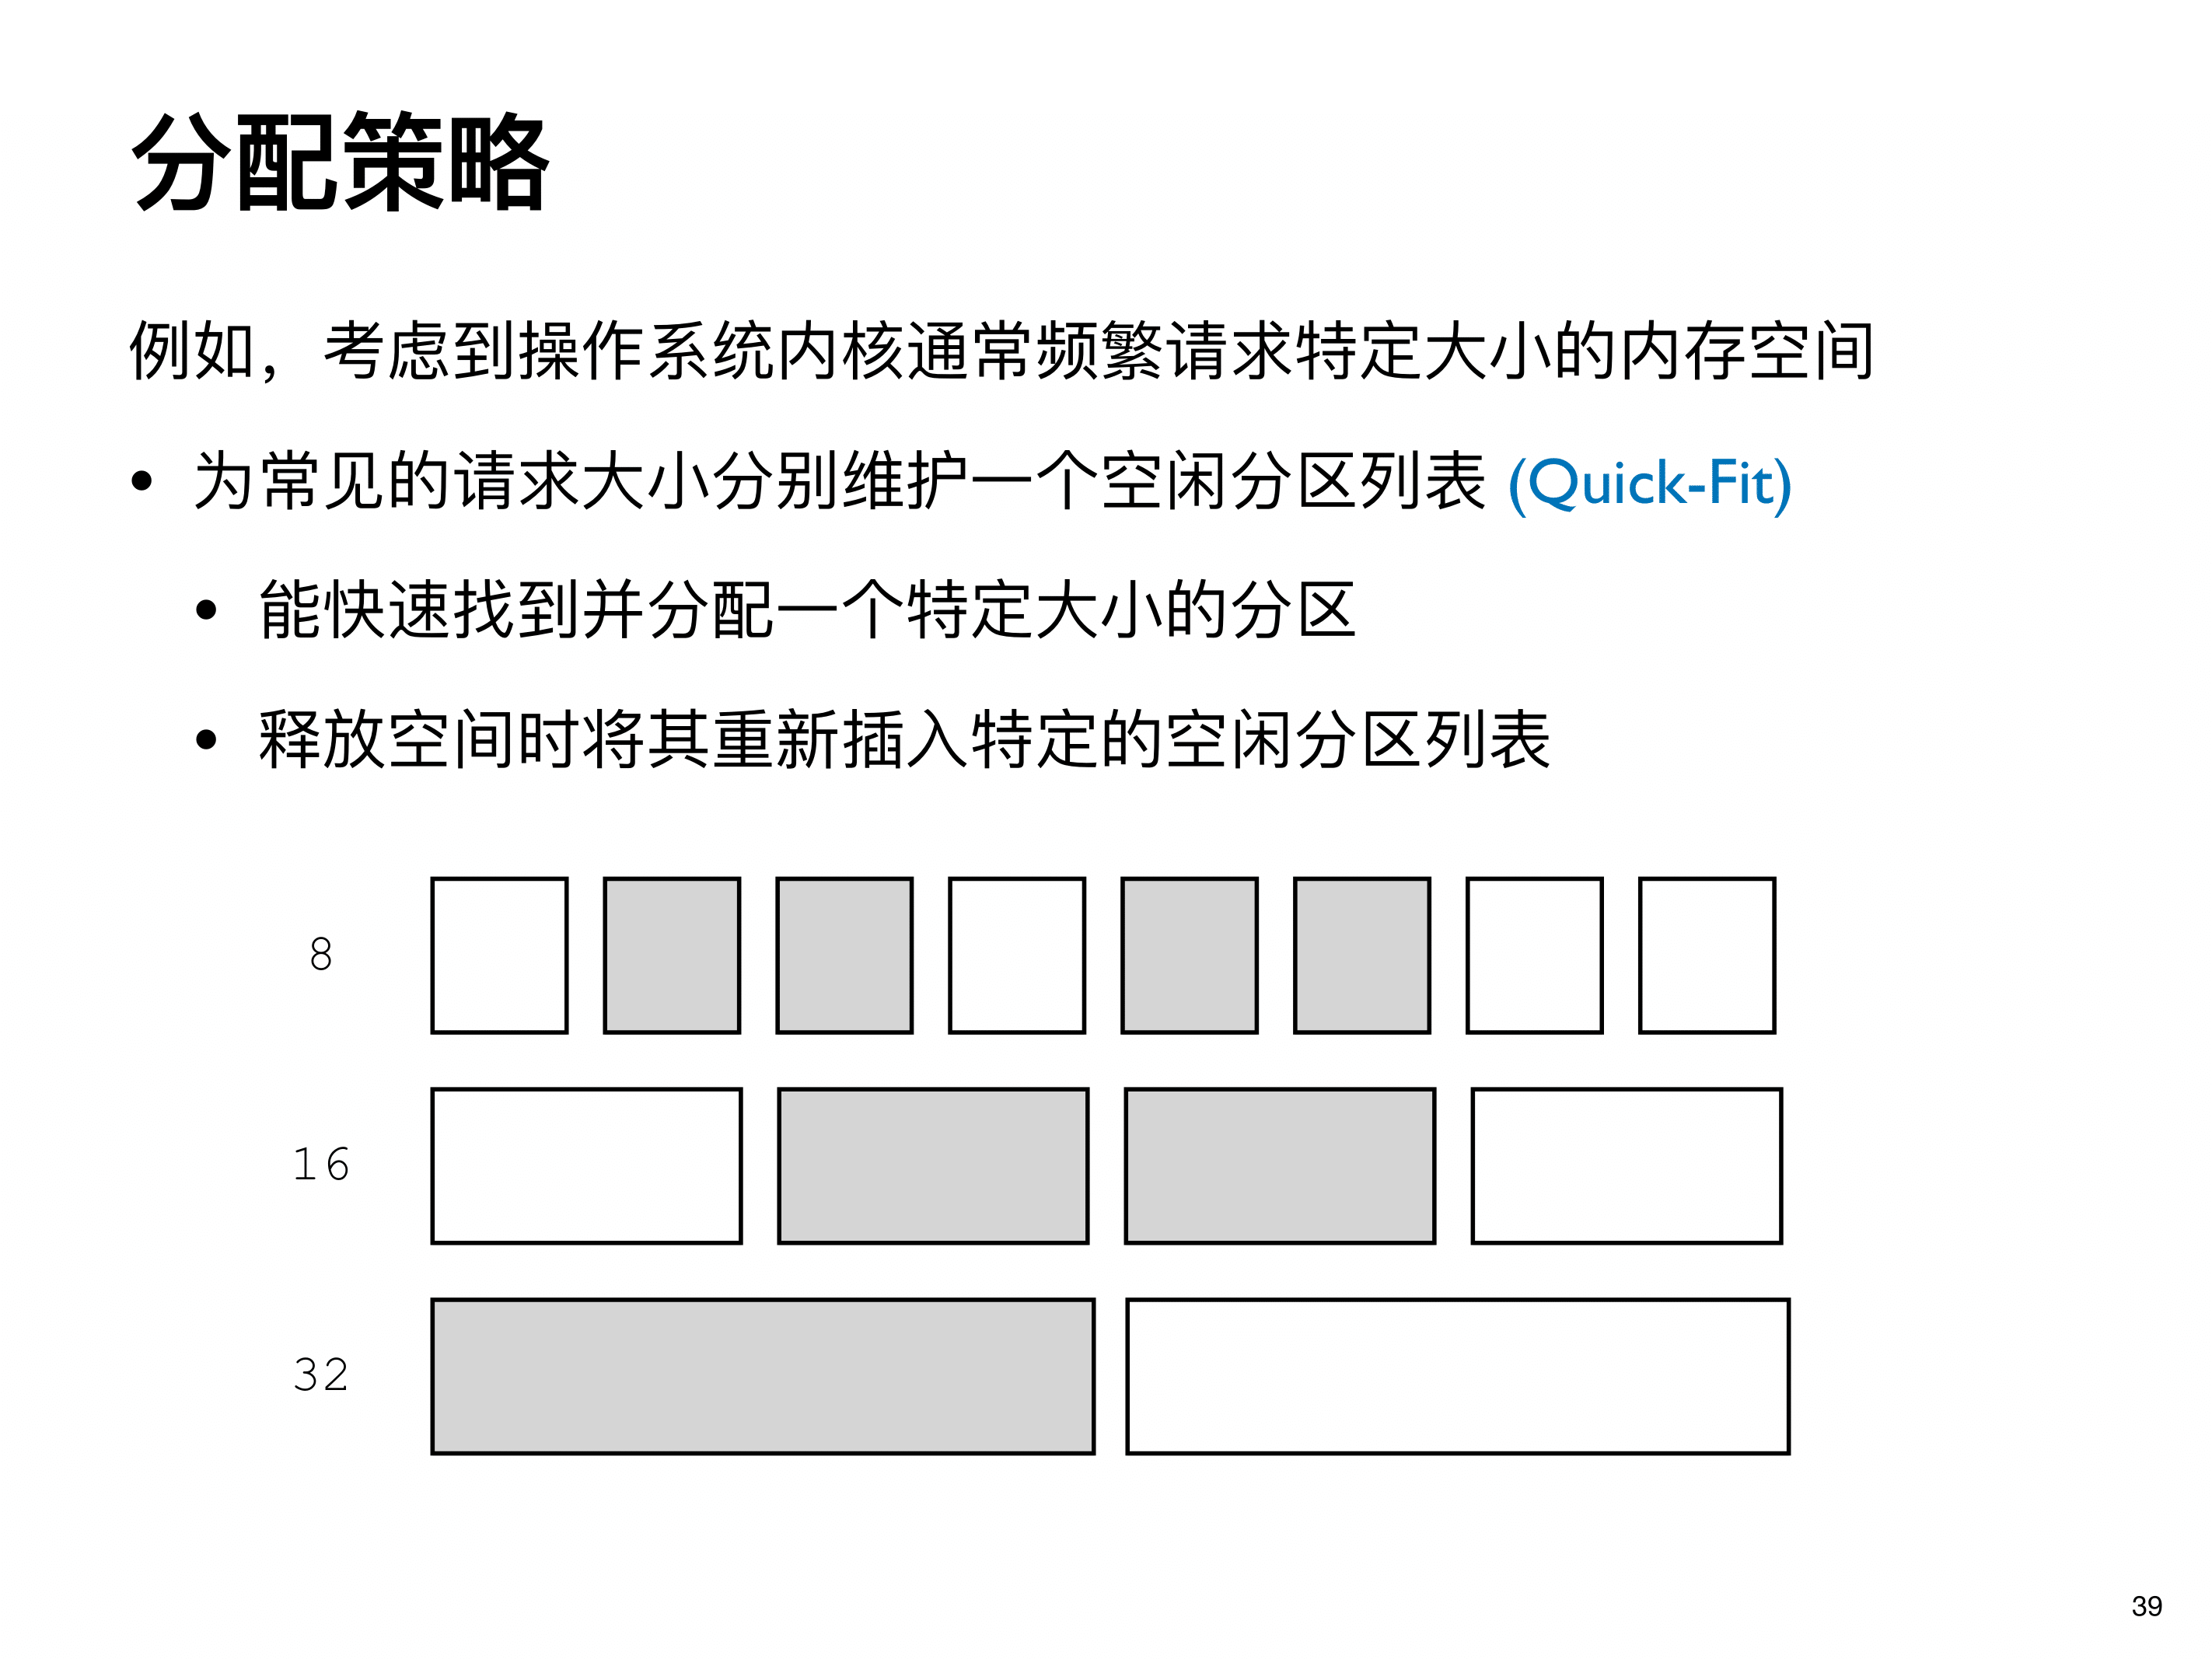 分配策略
例如，考虑到操作系统内核通常频繁请求特定大小的内存空间
• 为常见的请求大小分别维护一个空闲分区列表 (Quick-Fit)
• 能快速找到并分配一个特定大小的分区
• 释放空间时将其重新插入特定的空闲分区列表
8
16
32
39